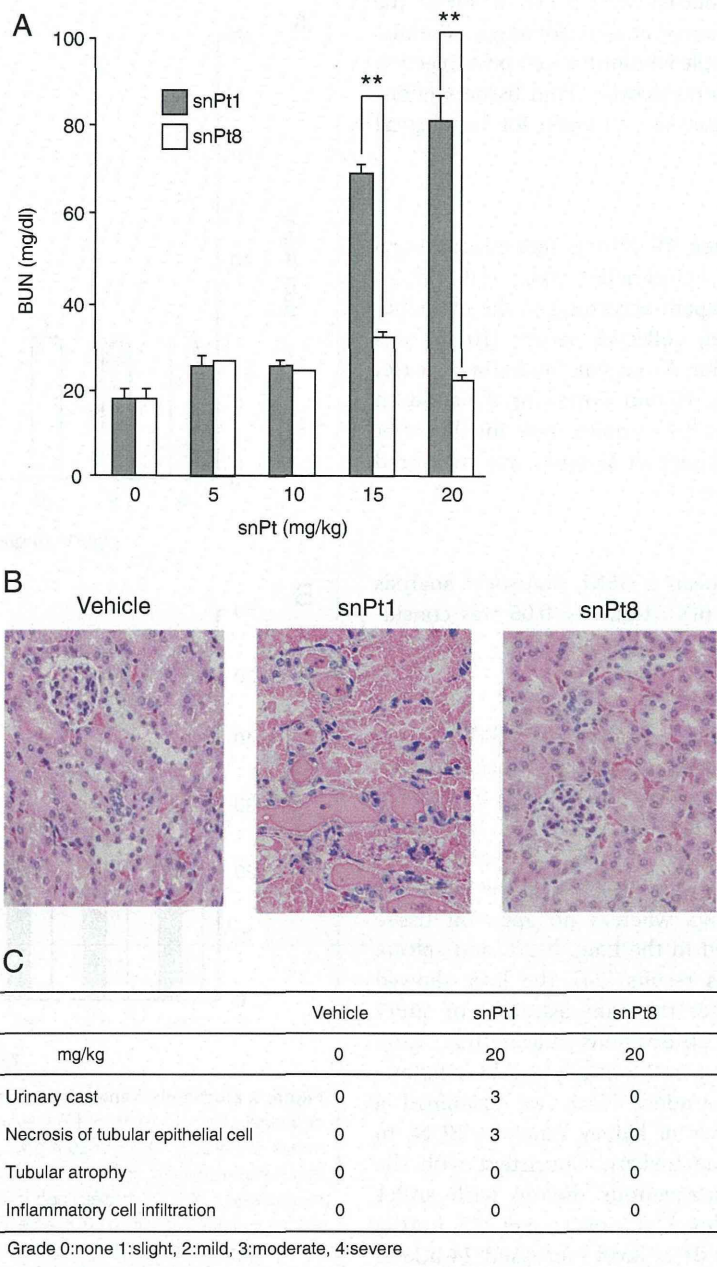 A
**
**
100
80
60
40
20
0
BUN (mg/dl)
snPt1
snPt8
0 5 10 15 20
snPt (mg/kg)
B
Vehicle snPt1 snPt8
C
Vehicle snPt1 snPt8
mg/kg 0 20 20
Urinary cast 0 3 0
Necrosis of tubular epithelial cell 0 3 0
Tubular atrophy 0 0 0
Inflammatory cell infiltration 0 0 0
Grade 0:none 1:slight, 2:mild, 3:moderate, 4:severe